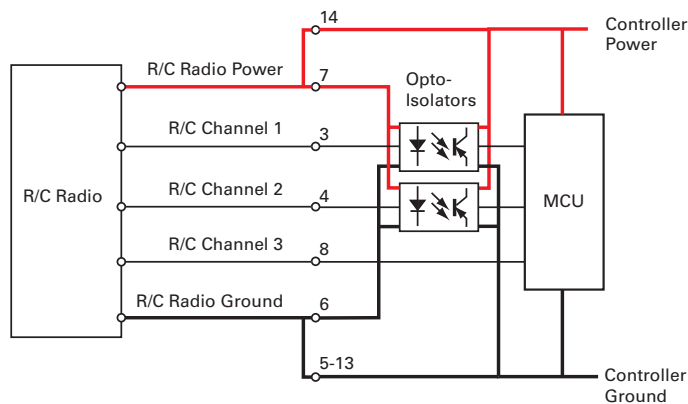 14
Controller
Power
R/C Radio Power
7
Opto-
Isolators
R/C Channel 1
3
R/C Radio
R/C Channel 2
4
MCU
R/C Channel 3
8
R/C Radio Ground
6
5-13
Controller
Ground